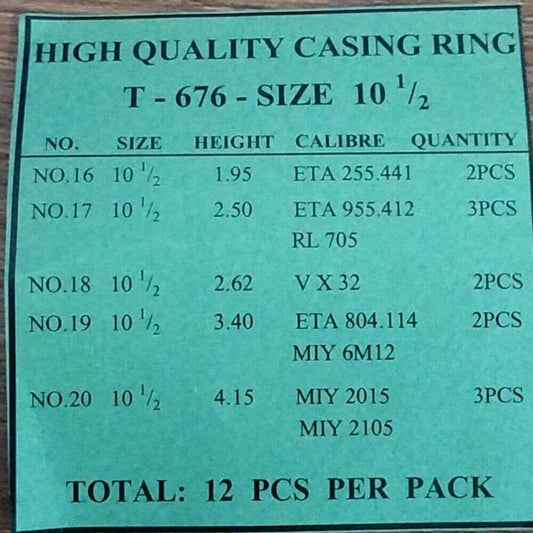 HIGH QUALITY CASING RING
T - 676 - SIZE 10 1/2
NO. SIZE HEIGHT CALIBRE QUANTITY
NO.16 10 1/2 1.95 ETA 255.441 2PCS
NO.17 10 1/2 2.50 ETA 955.412 3PCS
RL 705
NO.18 10 1/2 2.62 V X 32 2PCS
NO.19 10 1/2 3.40 ETA 804.114 2PCS
MIY 6M12
NO.20 10 1/2 4.15 MIY 2015 3PCS
MIY 2105
TOTAL: 12 PCS PER PACK